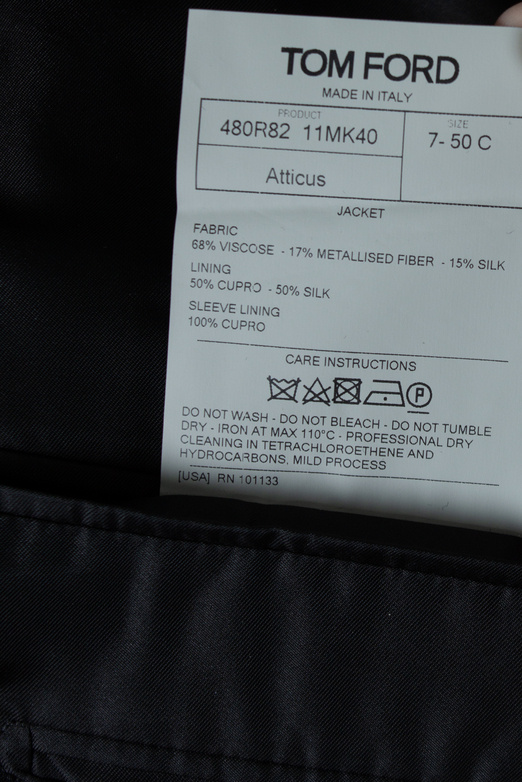 TOM FORD
MADE IN ITALY
PRODUCT
480R82 11MK40
SIZE
7- 50 C
Atticus
JACKET
FABRIC
68% VISCOSE - 17% METALLISED FIBER - 15% SILK
LINING
50% CUPRO - 50% SILK
SLEEVE LINING
100% CUPRO
CARE INSTRUCTIONS
P
DO NOT WASH - DO NOT BLEACH - DO NOT TUMBLE
DRY - IRON AT MAX 110°C - PROFESSIONAL DRY
CLEANING IN TETRACHLOROETHENE AND
HYDROCARBONS, MILD PROCESS
[USA] RN 101133